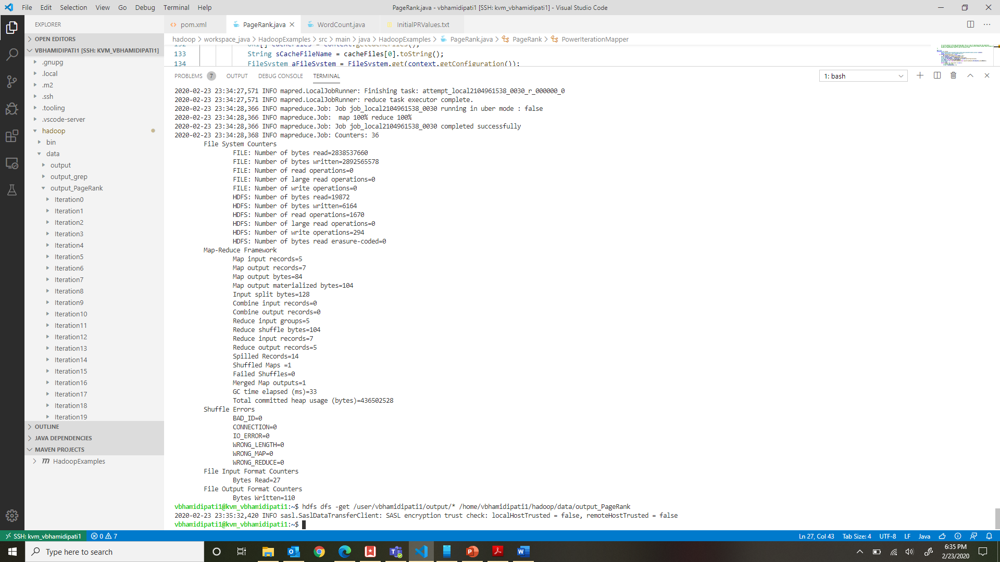 File Edit Selection View Go Debug Terminal Help
PageRank.java - vbhamidipati1 [SSH: kvm_vbhamidipati1] - Visual Studio Code
EXPLORER
OPEN EDITORS
VBHAMIDIPATI1 [SSH: KVM_VBHAMIDIPATI1]
.gnupg
.local
.m2
.ssh
.tooling
.vscode-server
hadoop
bin
data
output
output_grep
output_PageRank
Iteration0
Iteration1
Iteration2
Iteration3
Iteration4
Iteration5
Iteration6
Iteration7
Iteration8
Iteration9
Iteration10
Iteration11
Iteration12
Iteration13
Iteration14
Iteration15
Iteration16
Iteration17
Iteration18
Iteration19
OUTLINE
JAVA DEPENDENCIES
MAVEN PROJECTS
HadoopExamples
pom.xml PageRank.java WordCount.java InitialPRValues.txt
hadoop > workspace_java > HadoopExamples > src > main > java > HadoopExamples > PageRank.java > PageRank > PowerIterationMapper
132 URI[] cacheFiles = context.getCacheFiles();
133 String sCacheFileName = cacheFiles[0].toString();
134 FileSystem aFileSystem = FileSystem.get(context.getConfiguration());
PROBLEMS 7 OUTPUT DEBUG CONSOLE TERMINAL
1: bash
2020-02-23 23:34:27,571 INFO mapred.LocalJobRunner: Finishing task: attempt_local2104961538_0030_r_000000_0
2020-02-23 23:34:27,571 INFO mapred.LocalJobRunner: reduce task executor complete.
2020-02-23 23:34:28,366 INFO mapreduce.Job: Job job_local2104961538_0030 running in uber mode : false
2020-02-23 23:34:28,366 INFO mapreduce.Job:  map 100% reduce 100%
2020-02-23 23:34:28,366 INFO mapreduce.Job: Job job_local2104961538_0030 completed successfully
2020-02-23 23:34:28,368 INFO mapreduce.Job: Counters: 36
File System Counters
FILE: Number of bytes read=2838537660
FILE: Number of bytes written=2892565578
FILE: Number of read operations=0
FILE: Number of large read operations=0
FILE: Number of write operations=0
HDFS: Number of bytes read=19872
HDFS: Number of bytes written=6164
HDFS: Number of read operations=1670
HDFS: Number of large read operations=0
HDFS: Number of write operations=294
HDFS: Number of bytes read erasure-coded=0
Map-Reduce Framework
Map input records=5
Map output records=7
Map output bytes=84
Map output materialized bytes=104
Input split bytes=128
Combine input records=0
Combine output records=0
Reduce input groups=5
Reduce shuffle bytes=104
Reduce input records=7
Reduce output records=5
Spilled Records=14
Shuffled Maps =1
Failed Shuffles=0
Merged Map outputs=1
GC time elapsed (ms)=33
Total committed heap usage (bytes)=436502528
Shuffle Errors
BAD_ID=0
CONNECTION=0
IO_ERROR=0
WRONG_LENGTH=0
WRONG_MAP=0
WRONG_REDUCE=0
File Input Format Counters
Bytes Read=27
File Output Format Counters
Bytes Written=110
vbhamidipati1@kvm_vbhamidipati1:~$ hdfs dfs -get /user/vbhamidipati1/output/* /home/vbhamidipati1/hadoop/data/output_PageRank
2020-02-23 23:35:32,420 INFO sasl.SaslDataTransferClient: SASL encryption trust check: localHostTrusted = false, remoteHostTrusted = false
vbhamidipati1@kvm_vbhamidipati1:~$
SSH: kvm_vbhamidipati1 0 7
Ln 27, Col 43 Tab Size: 4 UTF-8 LF Java
Type here to search
6:35 PM
2/23/2020